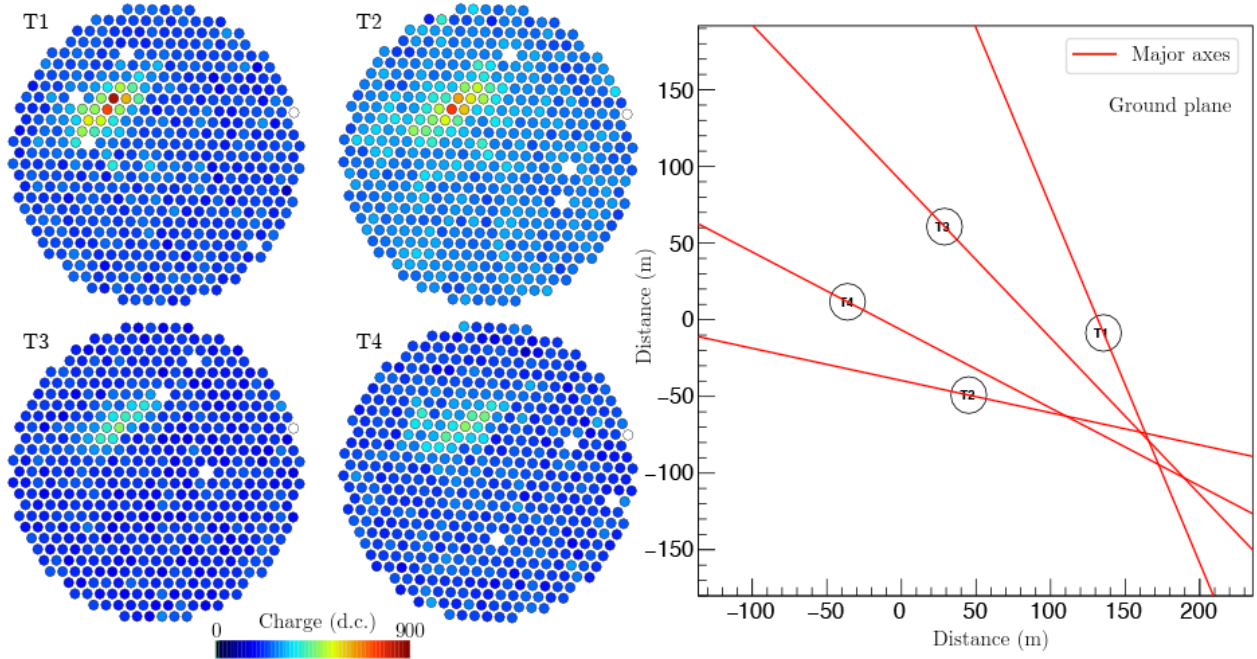 T1
T2
T3
T4
Charge (d.c.)
0
900
Major axes
Ground plane
150
100
50
0
−50
−100
−150
Distance (m)
T3
T4
T1
T2
−100
−50
0
50
100
150
200
Distance (m)